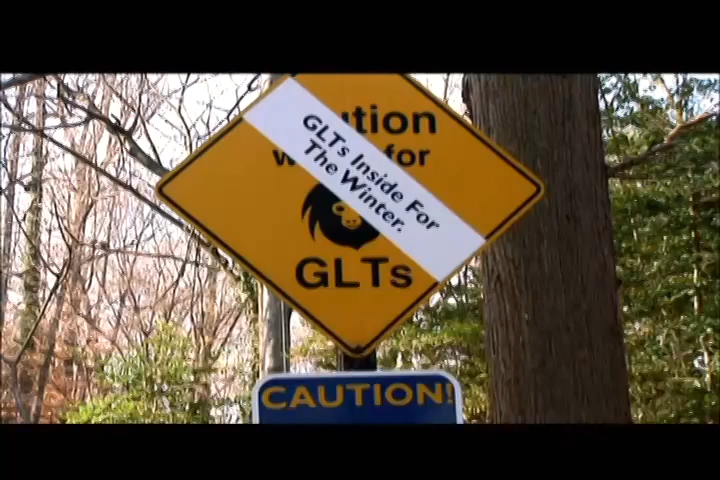 ution
w for
GLTs Inside For
The Winter.
GLTs
CAUTION!